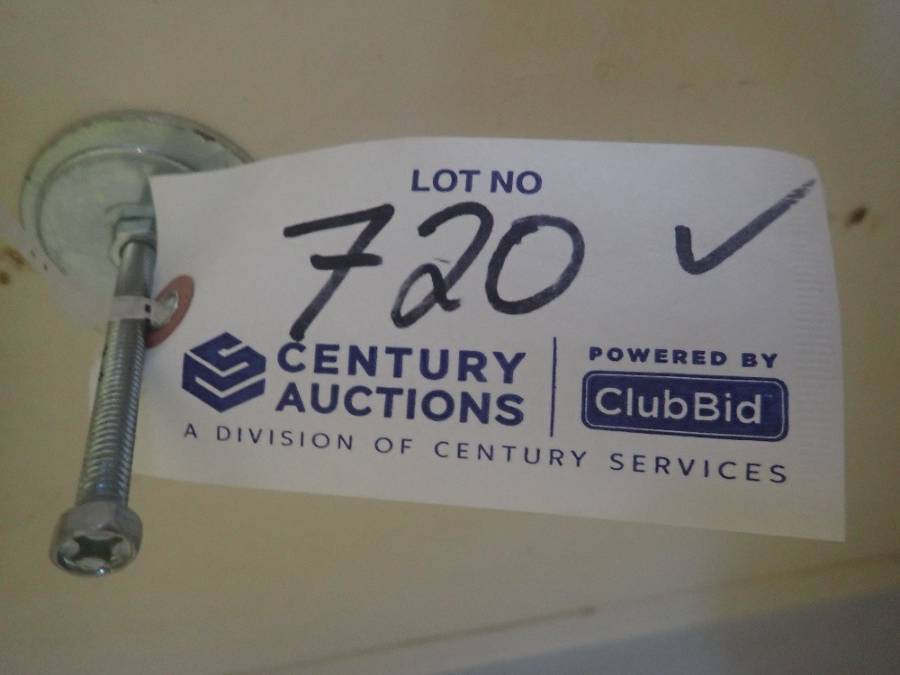 LOT NO
720 ✓
CENTURY
AUCTIONS
POWERED BY
ClubBid
A DIVISION OF CENTURY SERVICES